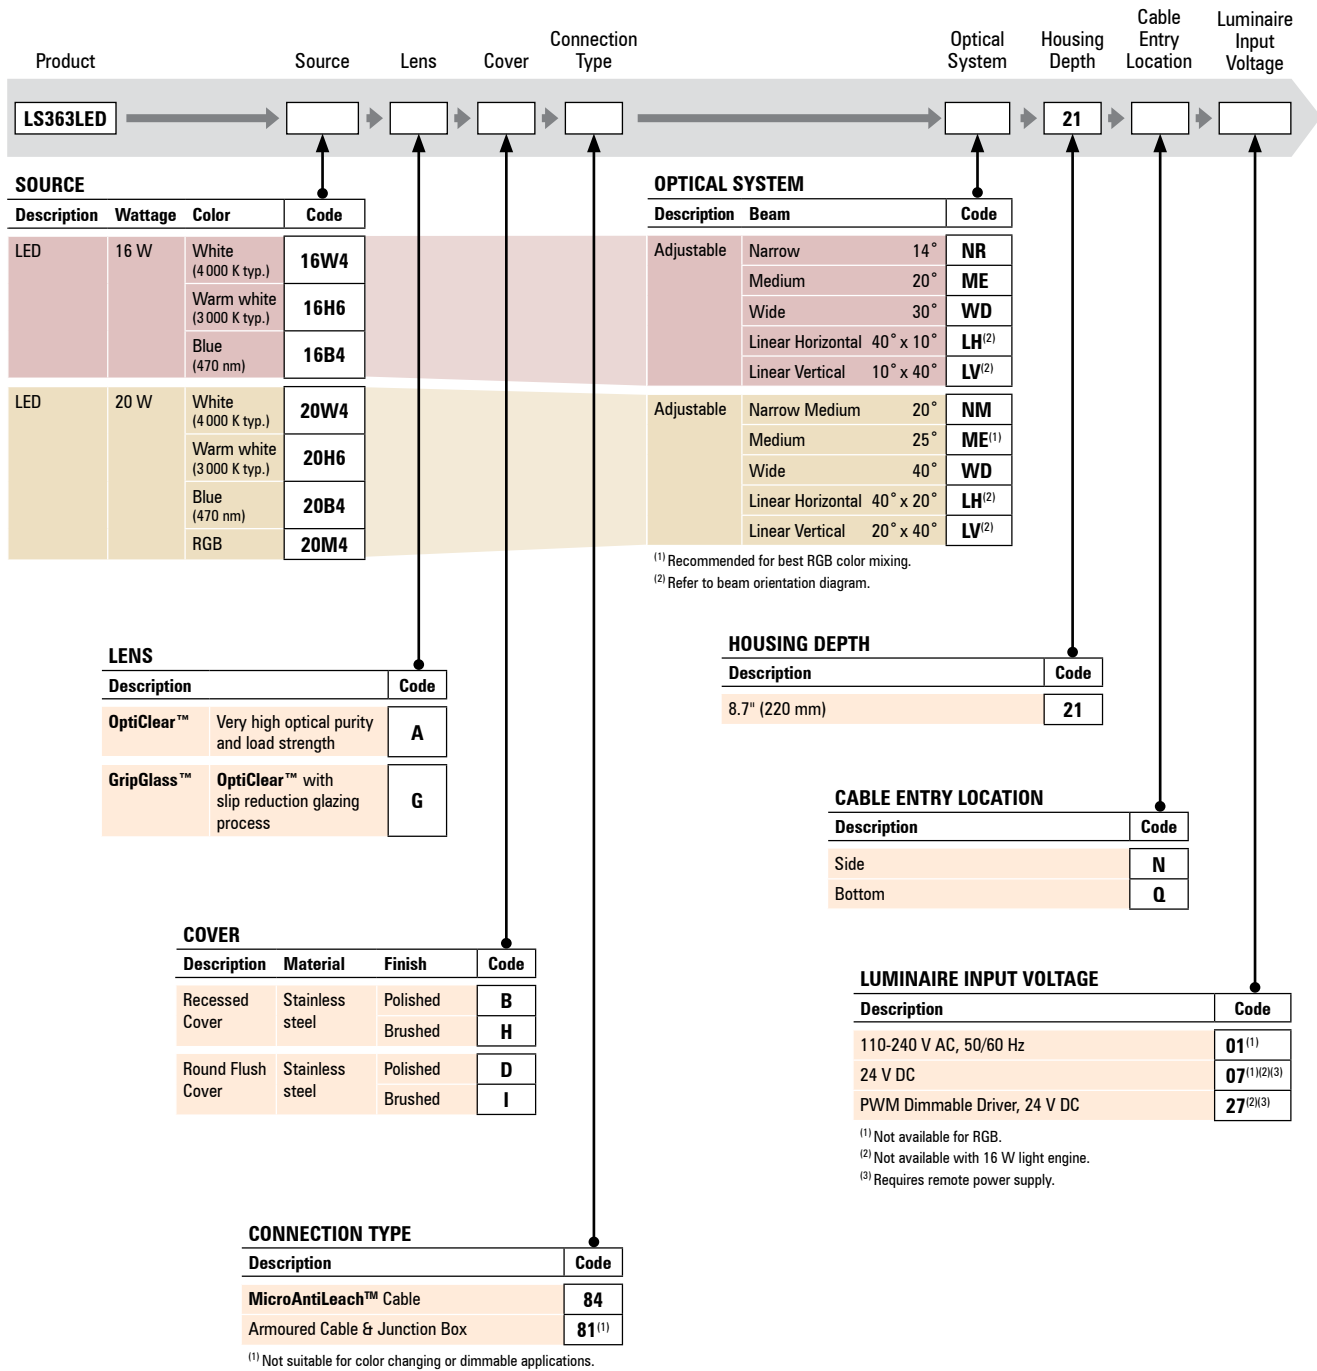 Product
Source
Lens
Cover
Connection
Type
Optical
System
Housing
Depth
Cable
Entry
Location
Luminaire
Input
Voltage
LS363LED
21
SOURCE
Description Wattage Color Code
LED 16 W White
(4 000 K typ.) 16W4
Warm white
(3 000 K typ.) 16H6
Blue
(470 nm) 16B4
LED 20 W White
(4 000 K typ.) 20W4
Warm white
(3 000 K typ.) 20H6
Blue
(470 nm) 20B4
RGB 20M4
OPTICAL SYSTEM
Description Beam Code
Adjustable Narrow 14° NR
Medium 20° ME
Wide 30° WD
Linear Horizontal 40° x 10° LH(2)
Linear Vertical 10° x 40° LV(2)
Adjustable Narrow Medium 20° NM
Medium 25° ME(1)
Wide 40° WD
Linear Horizontal 40° x 20° LH(2)
Linear Vertical 20° x 40° LV(2)
(1) Recommended for best RGB color mixing.
(2) Refer to beam orientation diagram.
LENS
Description Code
OptiClear™ Very high optical purity
and load strength A
GripGlass™ OptiClear™ with
slip reduction glazing
process G
HOUSING DEPTH
Description Code
8.7" (220 mm) 21
CABLE ENTRY LOCATION
Description Code
Side N
Bottom Q
COVER
Description Material Finish Code
Recessed
Cover Stainless
steel Polished B
Brushed H
Round Flush
Cover Stainless
steel Polished D
Brushed I
LUMINAIRE INPUT VOLTAGE
Description Code
110-240 V AC, 50/60 Hz 01(1)
24 V DC 07(1)(2)(3)
PWM Dimmable Driver, 24 V DC 27(2)(3)
(1) Not available for RGB.
(2) Not available with 16 W light engine.
(3) Requires remote power supply.
CONNECTION TYPE
Description Code
MicroAntiLeach™ Cable 84
Armoured Cable & Junction Box 81(1)
(1) Not suitable for color changing or dimmable applications.